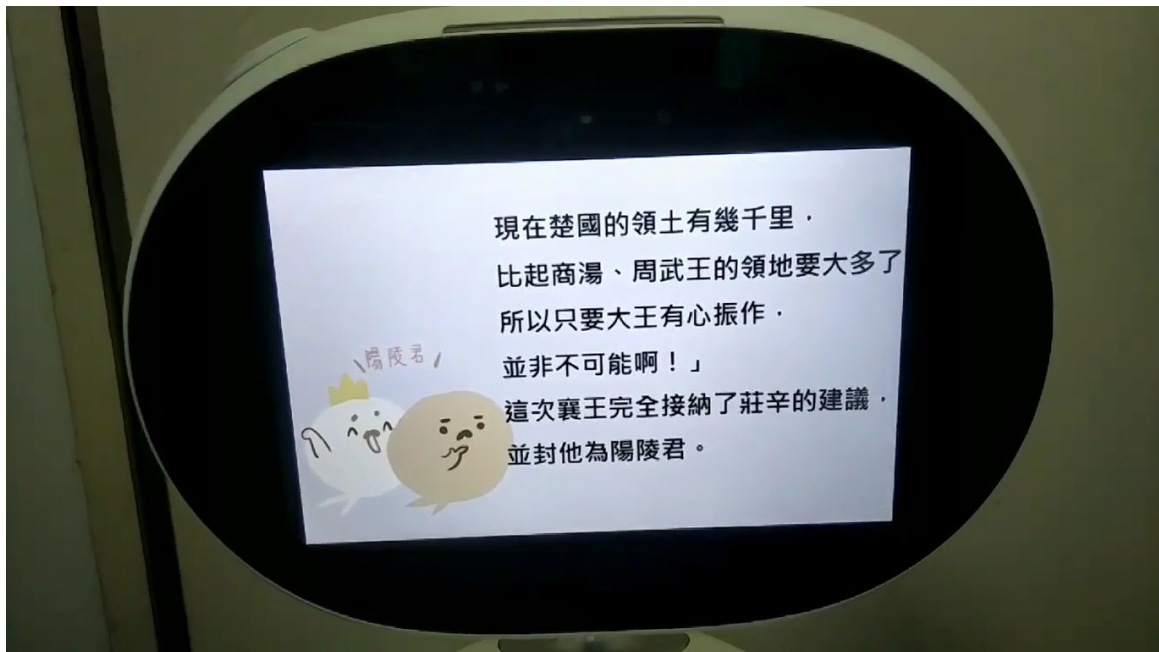 現在楚國的領土有幾千里，
比起商湯、周武王的領地要大多了
所以只要大王有心振作，
並非不可能啊！」
這次襄王完全接納了莊辛的建議，
並封他為陽陵君。
陽陵君